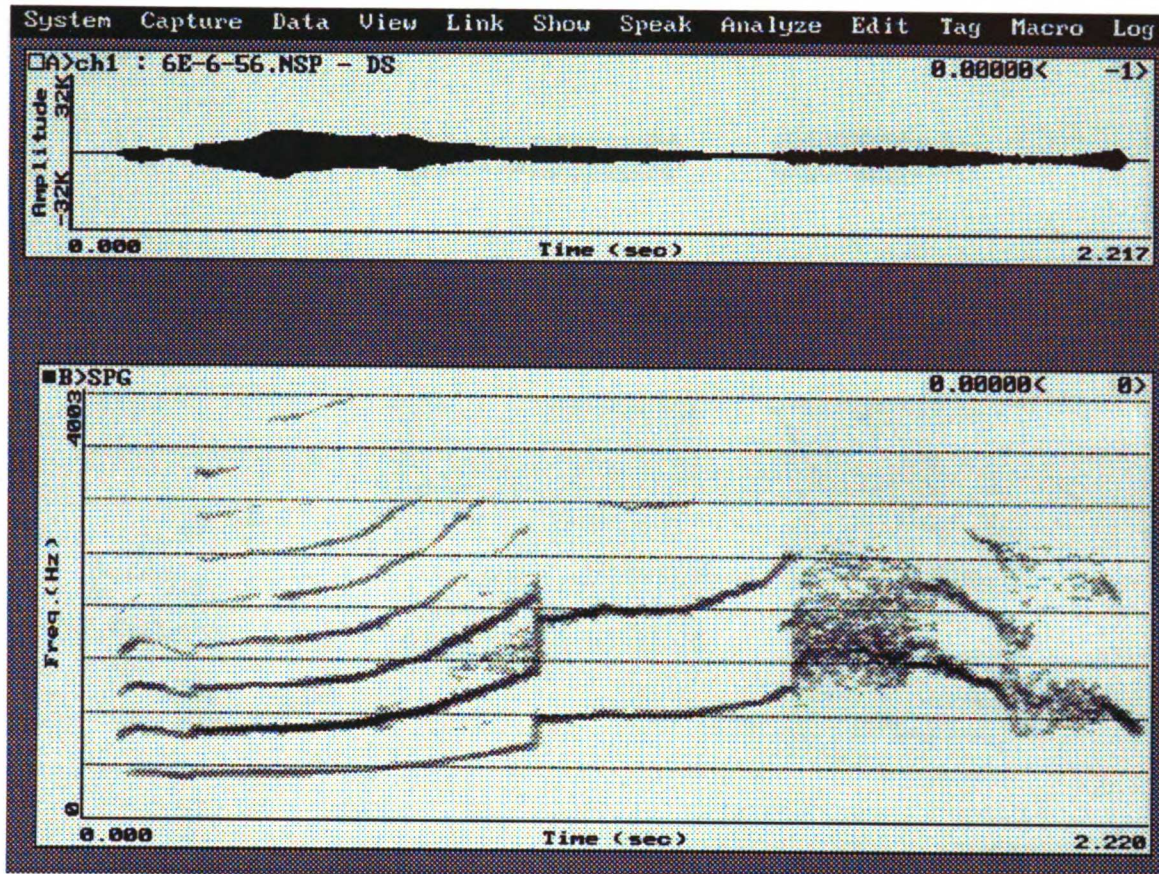 System Capture Data View Link Show Speak Analyze Edit Tag Macro Log
□A>ch1 : 6E-6-56.NSP - DS 0.00000< -1>
32K
Amplitude
-32K
0.000 Time (sec) 2.217
■B>SPG 0.00000< 0>
4003
Freq.(Hz)
0
0.000 Time (sec) 2.220